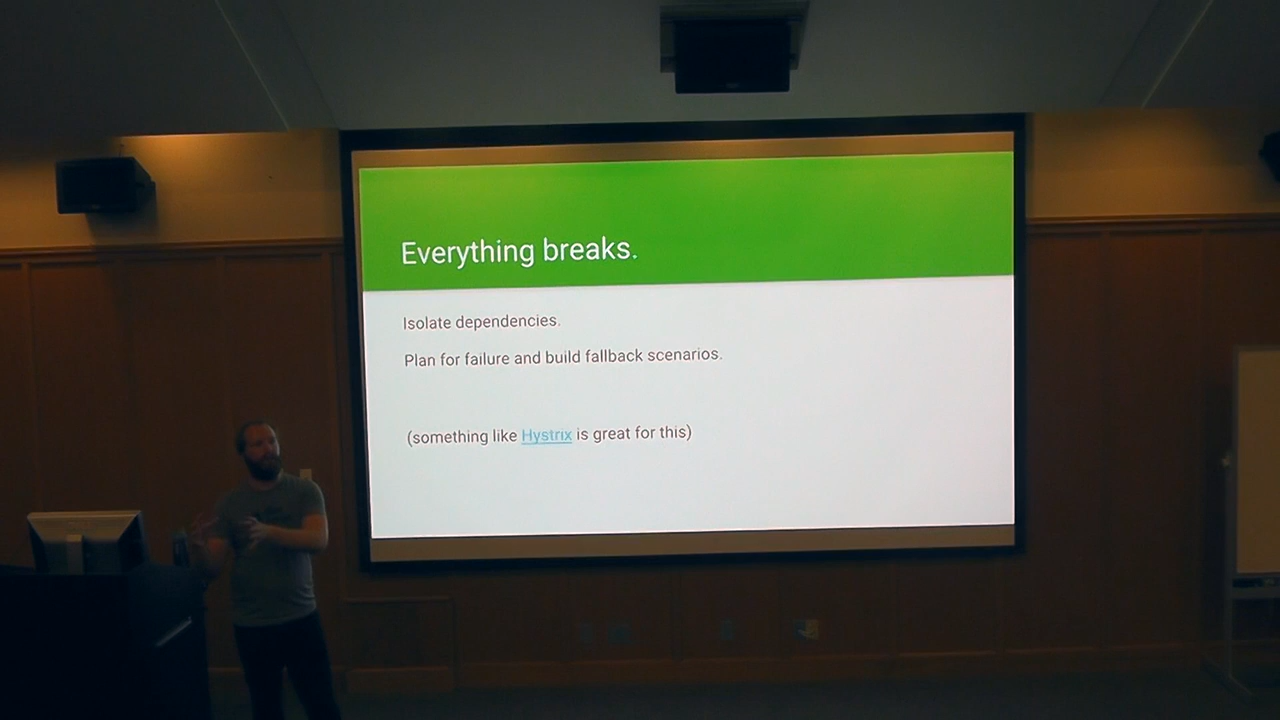 Everything breaks.
Isolate dependencies.
Plan for failure and build fallback scenarios.
(something like Hystrix is great for this)